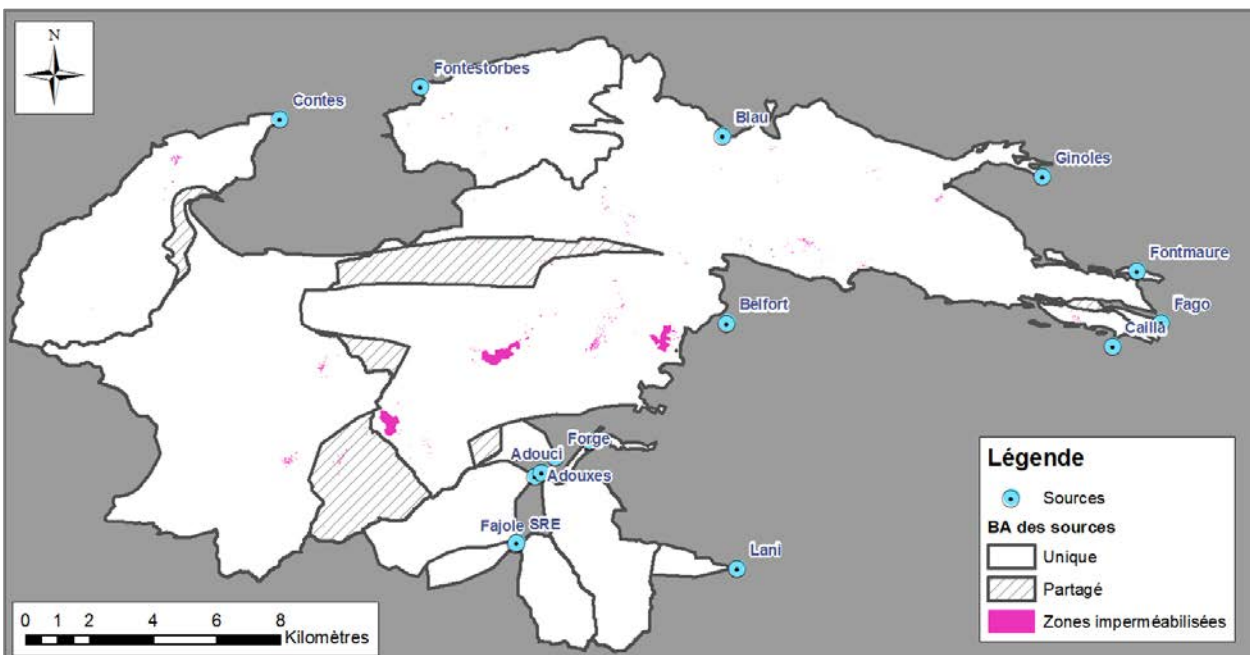 N
Fontestorbes
Contes
Blau
Ginoles
Fontmaure
Fago
Belfort
Cailla
Forge
Adouci
Adouxes
Fajole SRE
Lani
Légende
Sources
BA des sources
Unique
Partagé
Zones imperméabilisées
0 1 2 4 6 8
Kilomètres